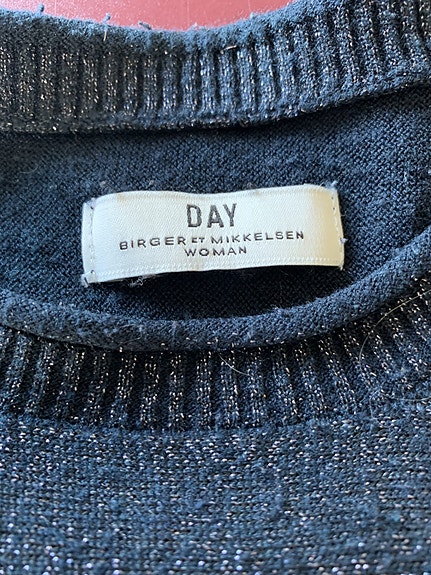 DAY
BIRGER ET MIKKELSEN
WOMAN